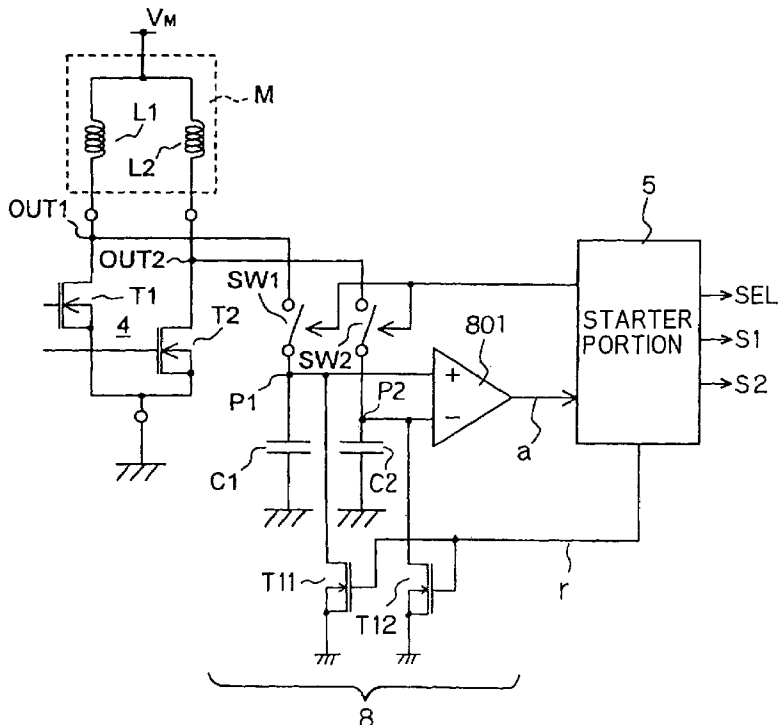 VM
M
L1
L2
OUT1
OUT2
5
SW1
T1
4
T2
SW2
801
STARTER
PORTION
SEL
S1
S2
+
−
P1
P2
a
C1
C2
T11
T12
r
8